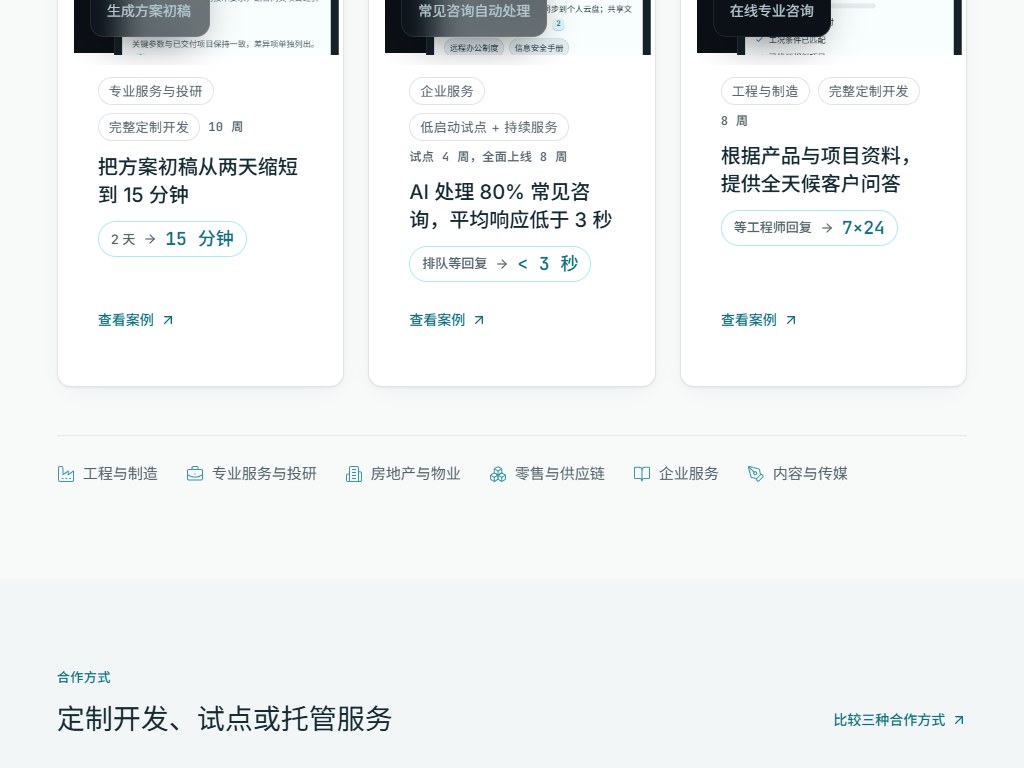 生成方案初稿
关键参数与已交付项目保持一致，差异项单独列出。
专业服务与投研
完整定制开发 10 周
把方案初稿从两天缩短
到 15 分钟
2 天 → 15 分钟
查看案例
常见咨询自动处理
同步到个人云盘；共享文
2
远程办公制度 信息安全手册
企业服务
低启动试点 + 持续服务
试点 4 周，全面上线 8 周
AI 处理 80% 常见咨
询，平均响应低于 3 秒
排队等回复 → < 3 秒
查看案例
在线专业咨询
工况条件已匹配
工程与制造 完整定制开发
8 周
根据产品与项目资料，
提供全天候客户问答
等工程师回复 → 7×24
查看案例
工程与制造 专业服务与投研 房地产与物业 零售与供应链 企业服务 内容与传媒
合作方式
定制开发、试点或托管服务
比较三种合作方式